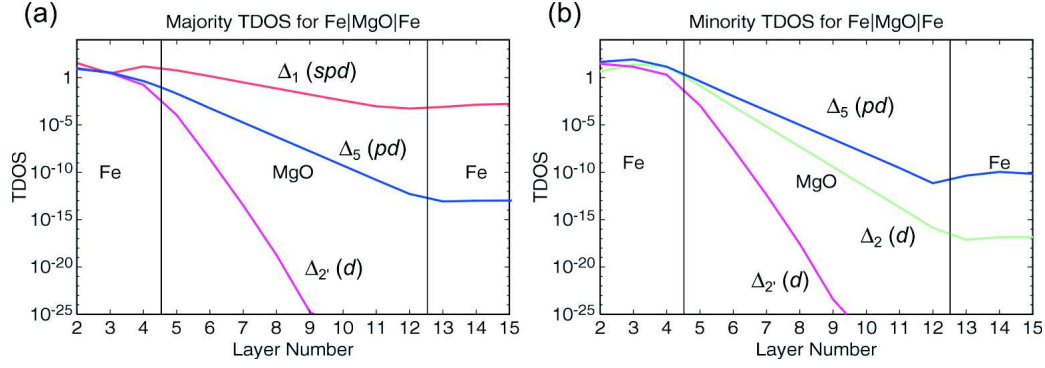 (a)
Majority TDOS for Fe|MgO|Fe
TDOS
1
10-5
10-10
10-15
10-20
10-25
Δ1 (spd)
Δ5 (pd)
Fe
MgO
Fe
Δ2' (d)
2 3 4 5 6 7 8 9 10 11 12 13 14 15
Layer Number
(b)
Minority TDOS for Fe|MgO|Fe
TDOS
1
10-5
10-10
10-15
10-20
10-25
Δ5 (pd)
Fe
Fe
MgO
Δ2 (d)
Δ2' (d)
2 3 4 5 6 7 8 9 10 11 12 13 14 15
Layer Number